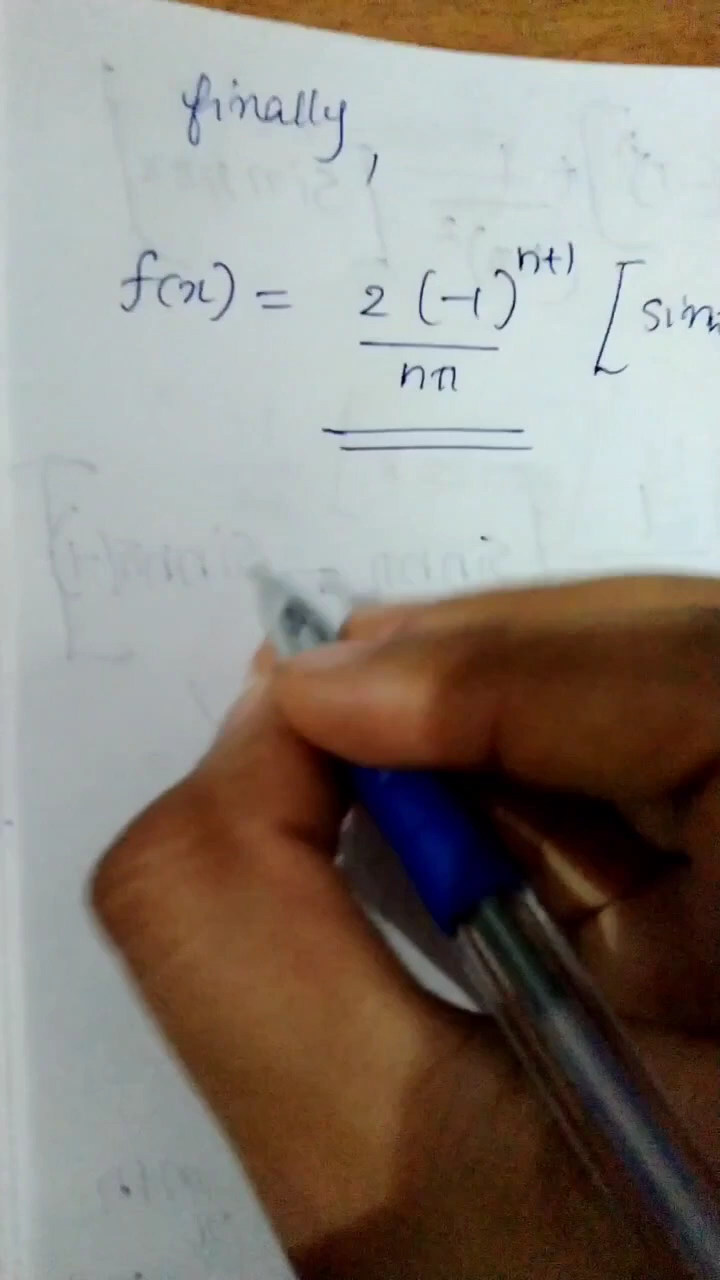 finally,
f(x) = 2 (-1)^{n+1} / nπ [ sin